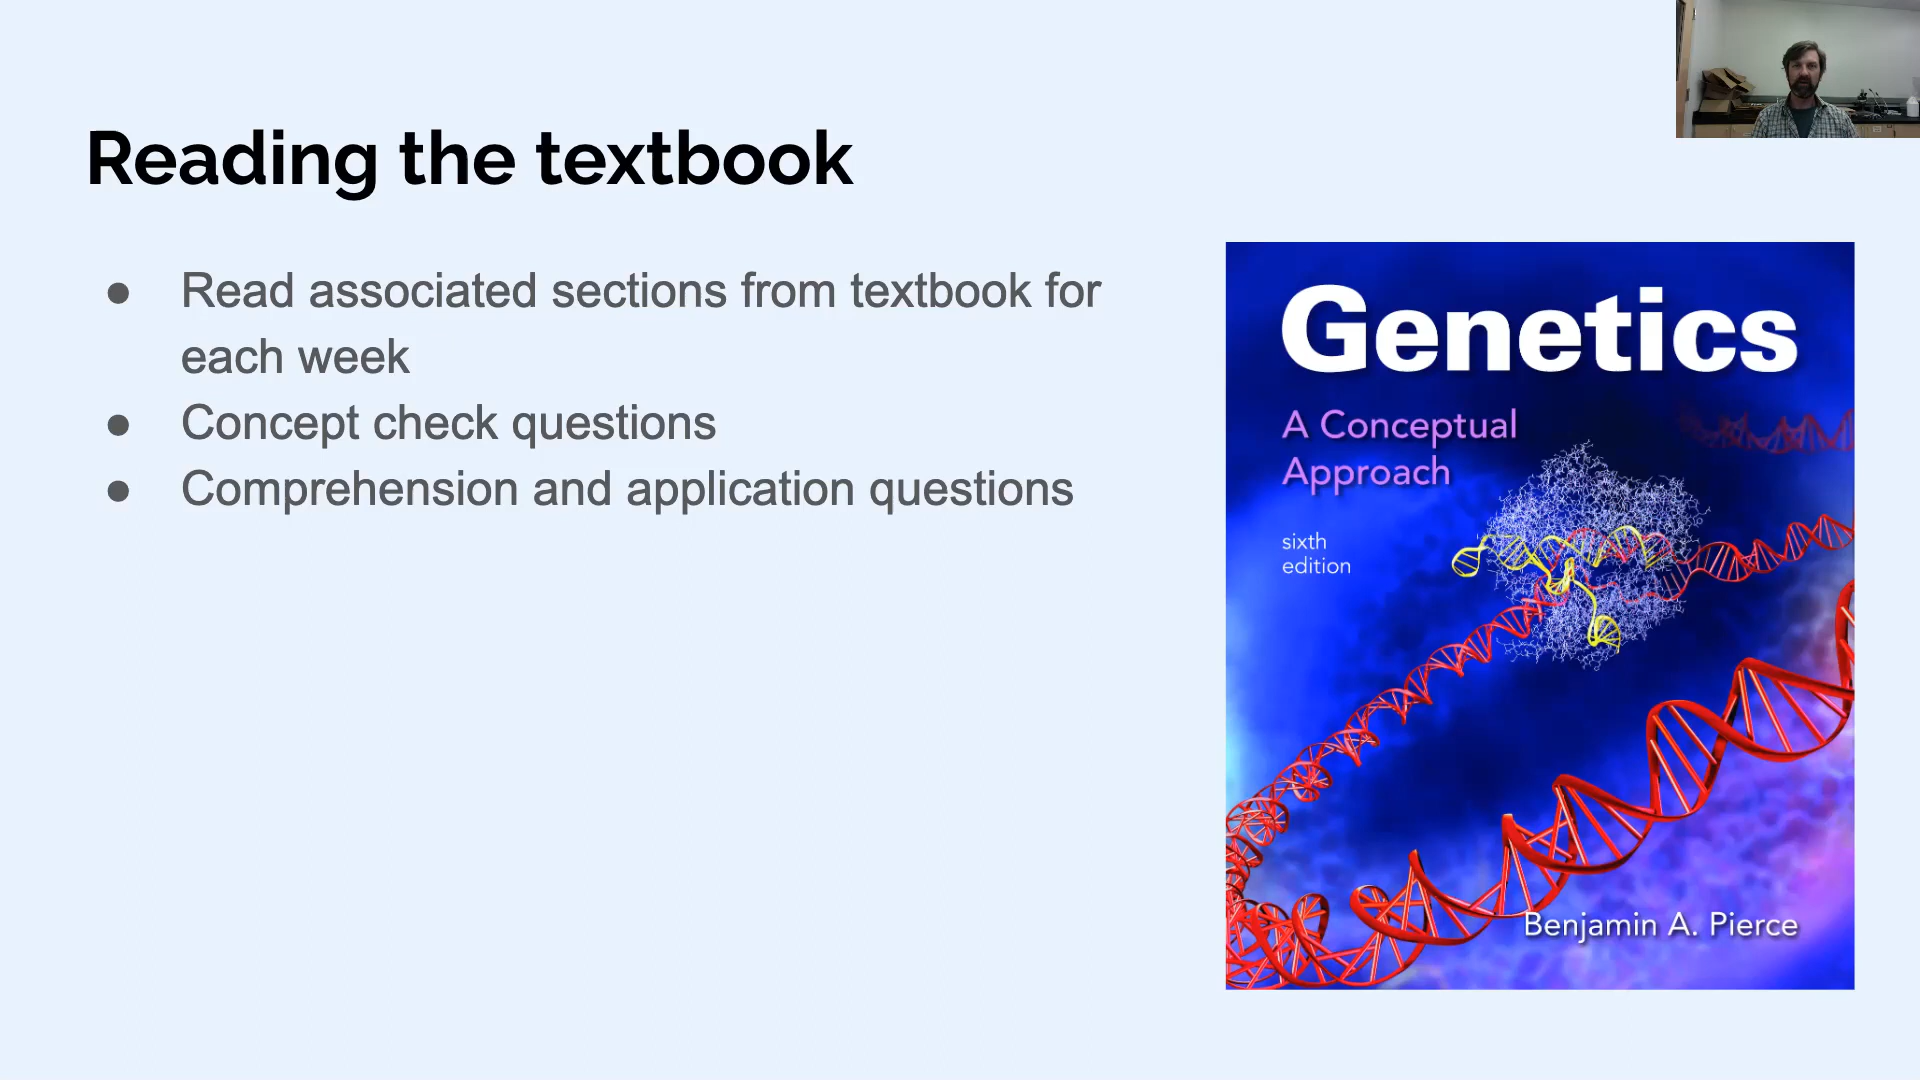 Reading the textbook
● Read associated sections from textbook for
each week
● Concept check questions
● Comprehension and application questions
Genetics
A Conceptual
Approach
sixth
edition
Benjamin A. Pierce